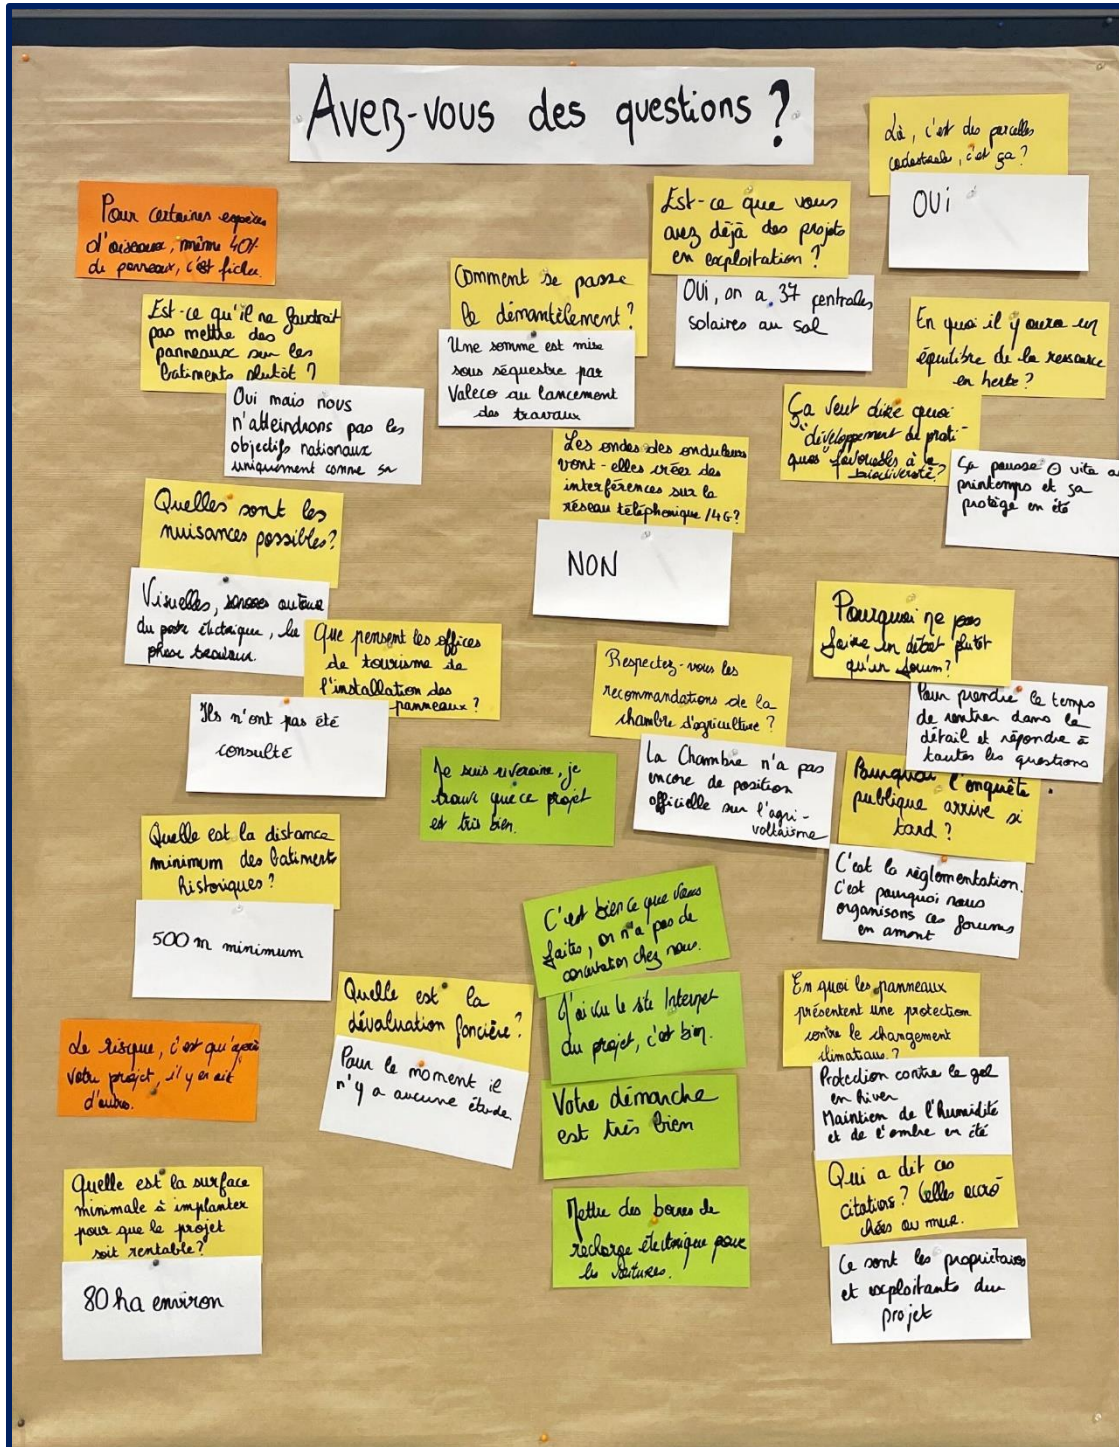 Avez-vous des questions ?
Là, c'est des parcelles
cadastrales, c'est ça ?
OUI
Pour certaines espèces
d'oiseaux, même 40%
de panneaux, c'est fichu.
Est-ce qu'il ne faudrait
pas mettre des
panneaux sur les
batiments plutôt ?
Oui mais nous
n'atteindrons pas les
objectifs nationaux
uniquement comme ça
Quelles sont les
nuisances possibles ?
Visuelles, sonores autour
du poste électrique, la
phase travaux.
Que pensent les offices
de tourisme de
l'installation des
panneaux ?
Ils n'ont pas été
consulté
Quelle est la distance
minimum des batiments
historiques ?
500 m minimum
Le risque, c'est qu'après
votre projet, il y en ait
d'autres.
Quelle est la surface
minimale à implanter
pour que le projet
soit rentable ?
80 ha environ
Comment se passe
le démantèlement ?
Une somme est mise
sous séquestre par
Valeco au lancement
des travaux
Est-ce que vous
avez déjà des projets
en exploitation ?
OUI, on a 37 centrales
solaires au sol
Les ondes des onduleurs
vont-elles créer des
interférences sur le
réseau téléphonique /4G ?
NON
Respectez-vous les
recommandations de la
chambre d'agriculture ?
La Chambre n'a pas
encore de position
officielle sur l'agri-
voltaïsme
Je suis riveraine, je
trouve que ce projet
est très bien.
C'est bien ce que vous
faites, on n'a pas de
concertation chez nous.
J'ai vu le site Internet
du projet, c'est bien.
Votre démarche
est très bien
Mettre des bornes de
recharge électrique pour
les voitures.
Quelle est la
dévaluation foncière ?
Pour le moment il
n'y a aucune étude.
En quoi il y aura un
équilibre de la ressource
en herbe ?
Ça veut dire quoi
"développement de prati-
ques favorables à la
biodiversité ?
Ça pousse ⊖ vite au
printemps et ça
protège en été
Pourquoi ne pas
faire un débat plutôt
qu'un forum ?
Pour prendre le temps
de rentrer dans le
détail et répondre à
toutes les questions
Pourquoi l'enquête
publique arrive si
tard ?
C'est la règlementation.
C'est pourquoi nous
organisons ces forums
en amont
En quoi les panneaux
présentent une protection
contre le changement
climatique ?
Protection contre le gel
en hiver
Maintien de l'humidité
et de l'ombre en été
Qui a dit ces
citations ? Celles accro-
chées au mur.
Ce sont les propriétaires
et exploitants du
projet